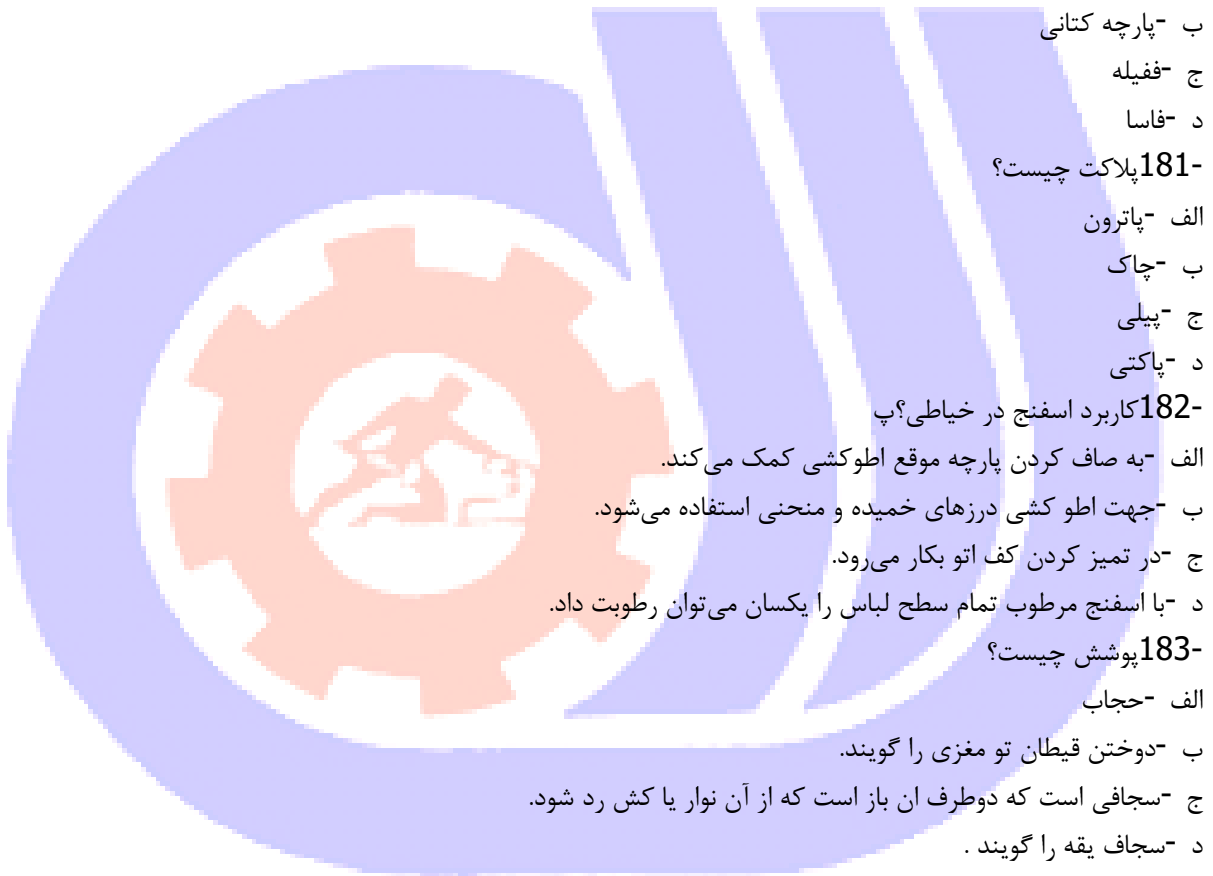 ب -پارچه کتانی
ج -ففیله
د -فاسا
-181پلاکت چیست؟
الف -پاترون
ب -چاک
ج -پیلی
د -پاکتی
-182کاربرد اسفنج در خیاطی؟پ
الف -به صاف کردن پارچه موقع اطوکشی کمک می‌کند.
ب -جهت اطو کشی درزهای خمیده و منحنی استفاده می‌شود.
ج -در تمیز کردن کف اتو بکار می‌رود.
د -با اسفنج مرطوب تمام سطح لباس را یکسان می‌توان رطوبت داد.
-183پوشش چیست؟
الف -حجاب
ب -دوختن قیطان تو مغزی را گویند.
ج -سجافی است که دوطرف ان باز است که از آن نوار یا کش رد شود.
د -سجاف یقه را گویند .